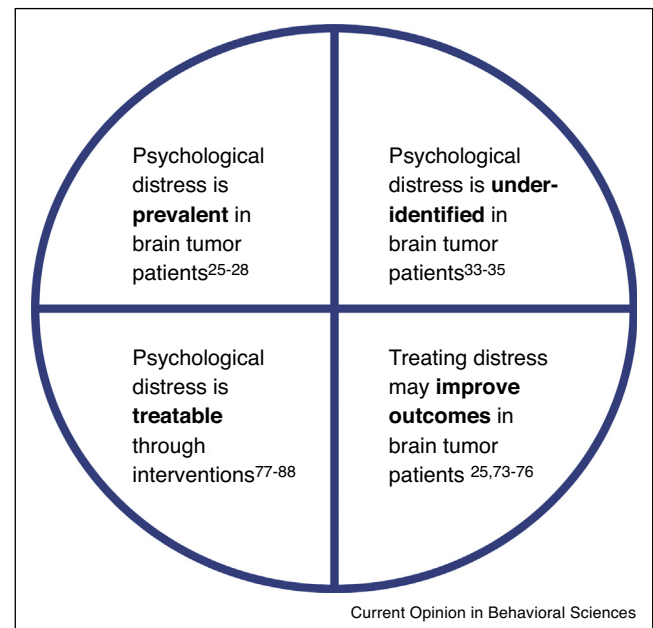 Psychological
distress is
prevalent in
brain tumor
patients25-28
Psychological
distress is under-
identified in
brain tumor
patients33-35
Psychological
distress is
treatable
through
interventions77-88
Treating distress
may improve
outcomes in
brain tumor
patients 25,73-76
Current Opinion in Behavioral Sciences